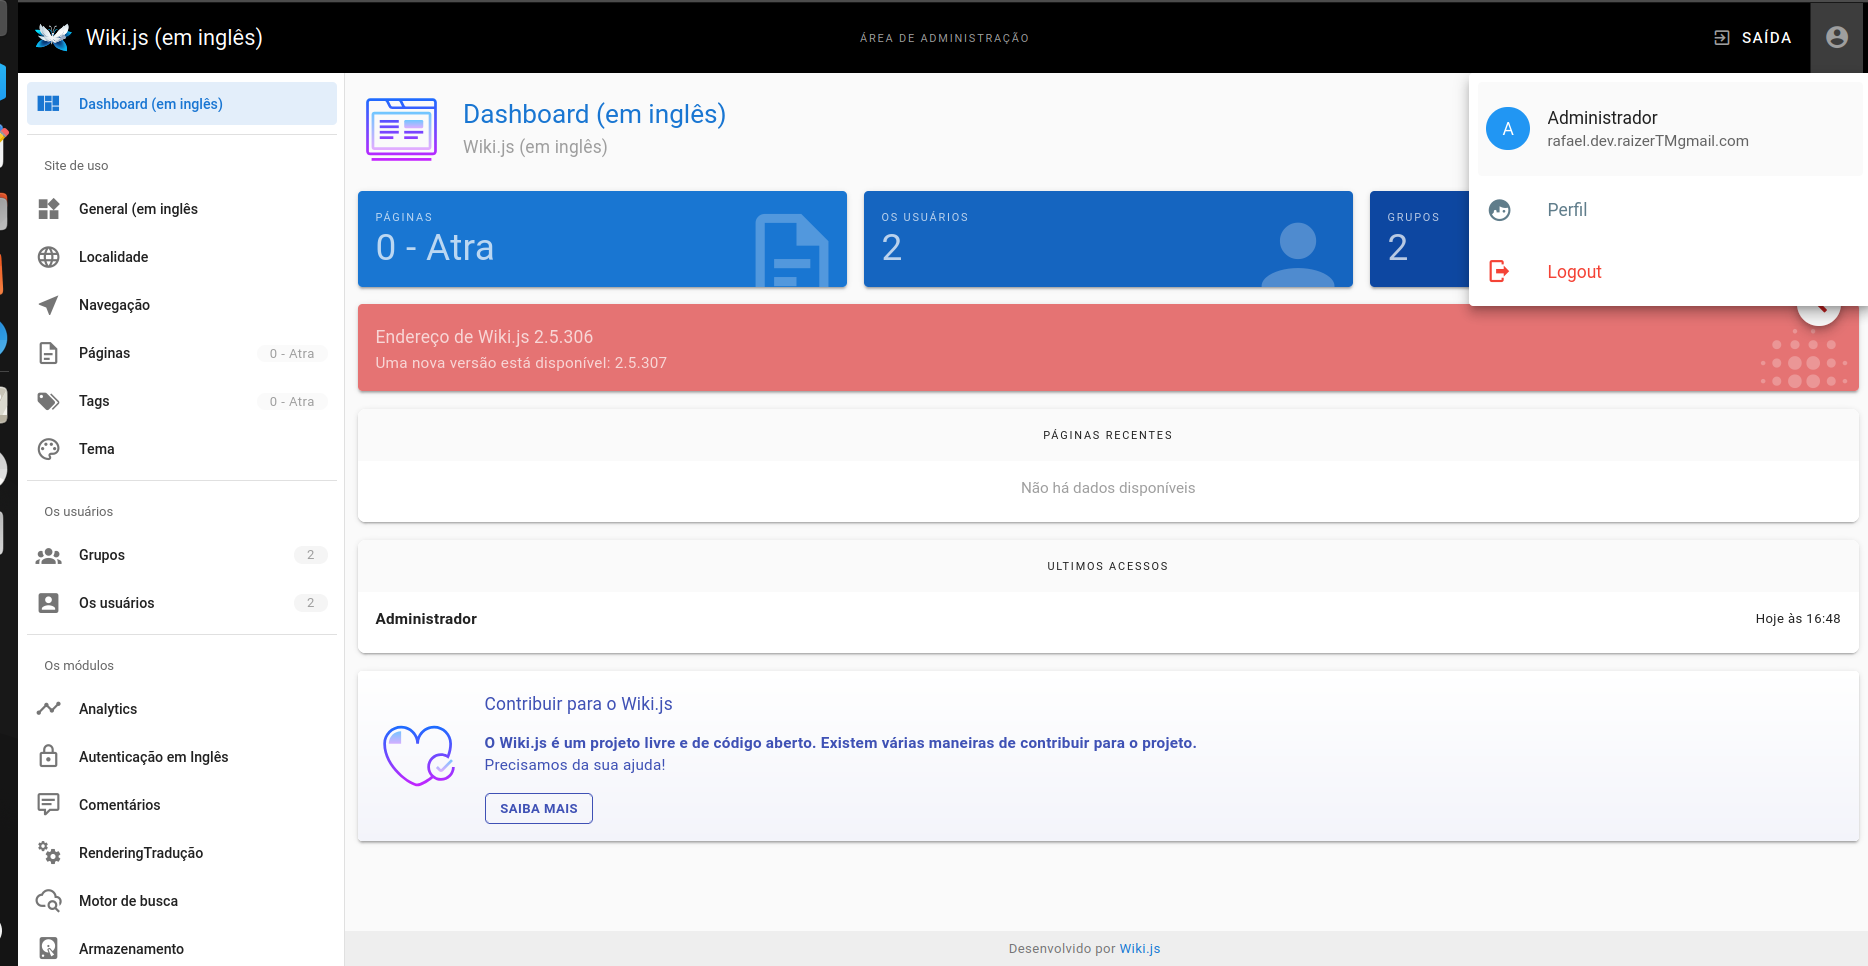 Wiki.js (em inglês)
ÁREA DE ADMINISTRAÇÃO
SAÍDA
Dashboard (em inglês)
Site de uso
General (em inglês
Localidade
Navegação
Páginas
0 - Atra
Tags
0 - Atra
Tema
Os usuários
Grupos
2
Os usuários
2
Os módulos
Analytics
Autenticação em Inglês
Comentários
RenderingTradução
Motor de busca
Armazenamento
Dashboard (em inglês)
Wiki.js (em inglês)
A
Administrador
rafael.dev.raizerTMgmail.com
Perfil
Logout
PÁGINAS
0 - Atra
OS USUÁRIOS
2
GRUPOS
2
Endereço de Wiki.js 2.5.306
Uma nova versão está disponível: 2.5.307
PÁGINAS RECENTES
Não há dados disponíveis
ULTIMOS ACESSOS
Administrador
Hoje às 16:48
Contribuir para o Wiki.js
O Wiki.js é um projeto livre e de código aberto. Existem várias maneiras de contribuir para o projeto.
Precisamos da sua ajuda!
SAIBA MAIS
Desenvolvido por Wiki.js